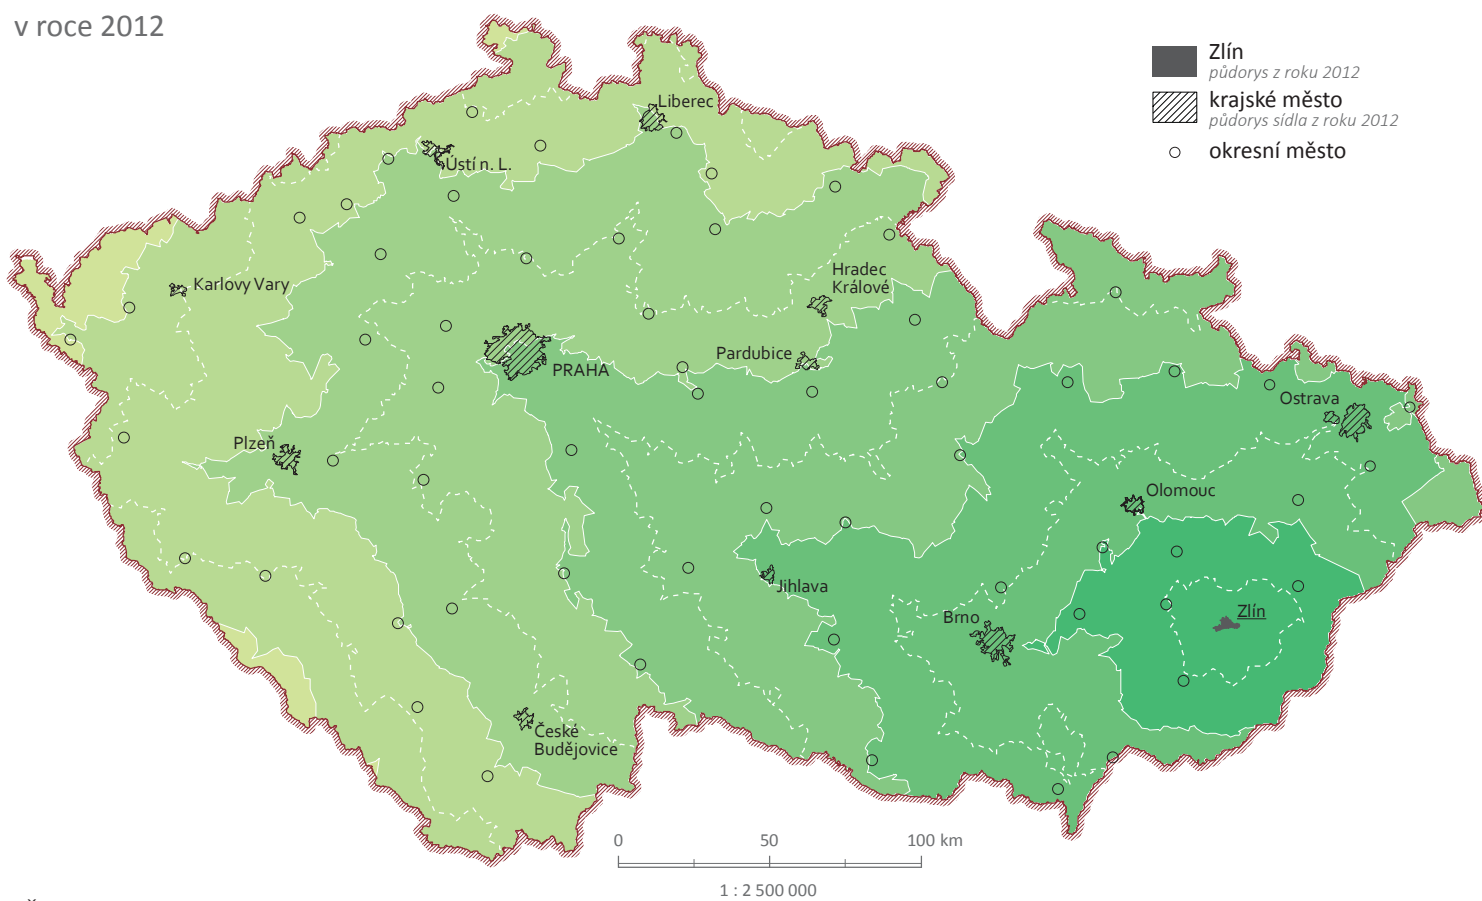 v roce 2012
Zlín
půdorys z roku 2012
krajské město
půdorys sídla z roku 2012
okresní město
Liberec
Ústí n. L.
Karlovy Vary
Hradec
Králové
Pardubice
PRAHA
Ostrava
Plzeň
Olomouc
Jihlava
Brno
Zlín
České
Budějovice
0 50 100 km
1 : 2 500 000